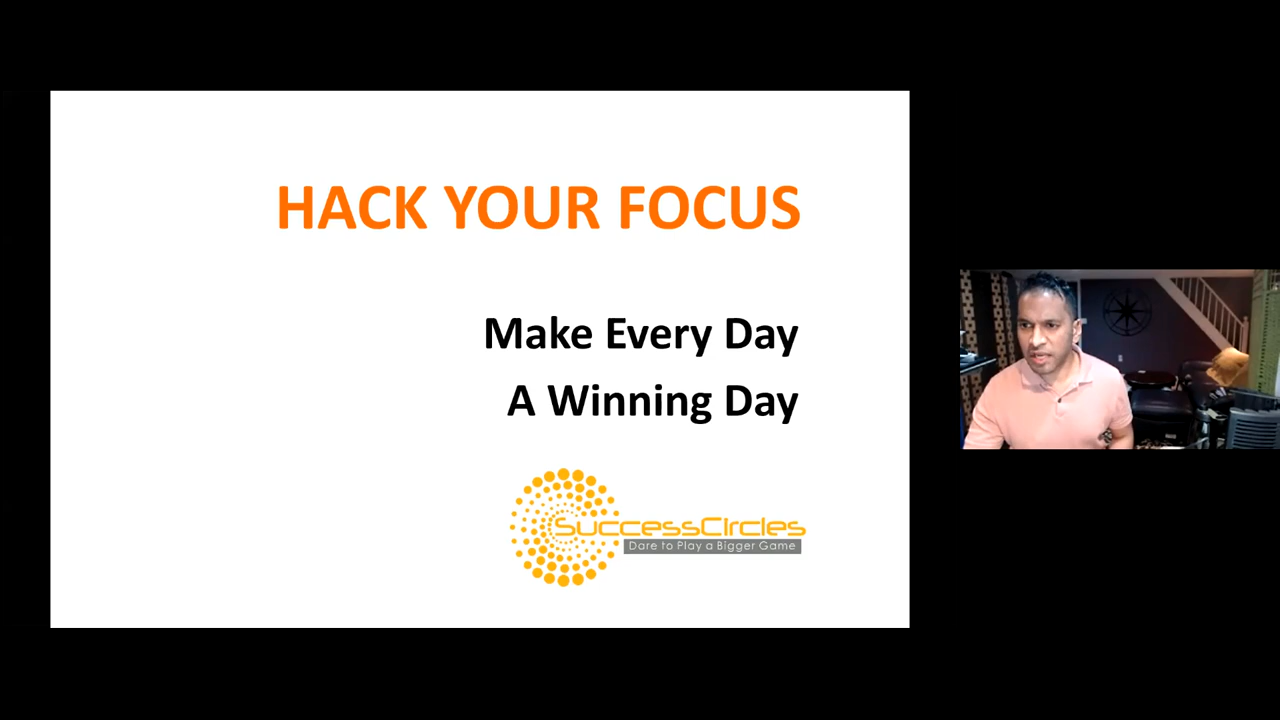 HACK YOUR FOCUS
Make Every Day
A Winning Day
SuccessCircles
Dare to Play a Bigger Game